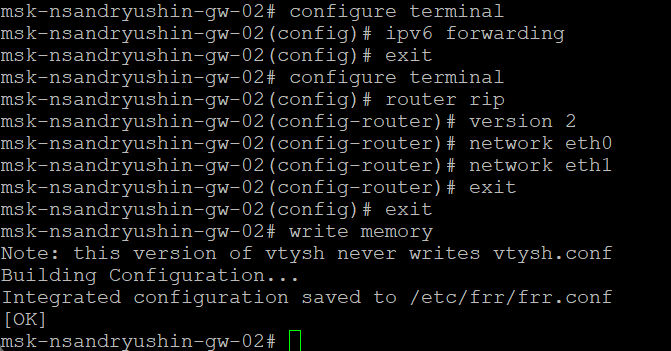 msk-nsandryushin-gw-02# configure terminal
msk-nsandryushin-gw-02(config)# ipv6 forwarding
msk-nsandryushin-gw-02(config)# exit
msk-nsandryushin-gw-02# configure terminal
msk-nsandryushin-gw-02(config)# router rip
msk-nsandryushin-gw-02(config-router)# version 2
msk-nsandryushin-gw-02(config-router)# network eth0
msk-nsandryushin-gw-02(config-router)# network eth1
msk-nsandryushin-gw-02(config-router)# exit
msk-nsandryushin-gw-02(config)# exit
msk-nsandryushin-gw-02# write memory
Note: this version of vtysh never writes vtysh.conf
Building Configuration...
Integrated configuration saved to /etc/frr/frr.conf
[OK]
msk-nsandryushin-gw-02#